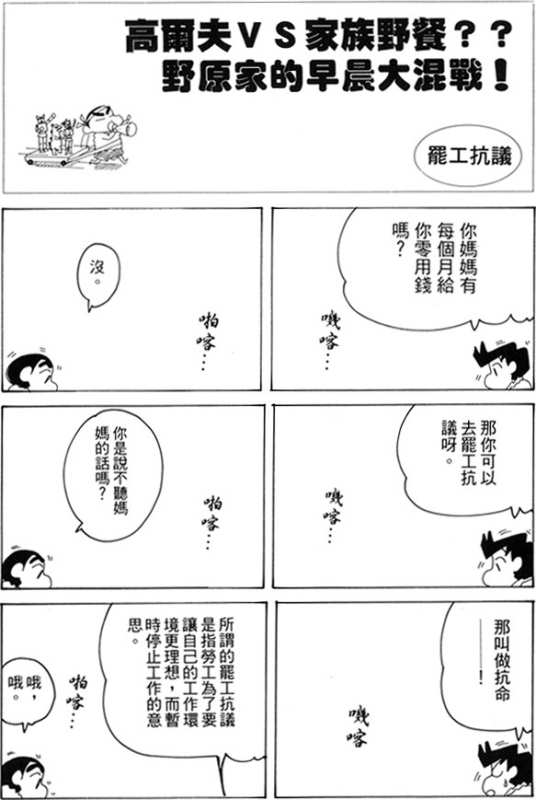 高爾夫ＶＳ家族野餐？？
野原家的早晨大混戰！
罷工抗議
你媽媽有
每個月給
你零用錢
嗎？
嘰
喀…
沒。
啪
喀…
那你可以
去罷工抗
議呀。
嘰
喀…
你是說不聽媽
媽的話嗎？
啪
喀…
那叫做抗命
——！
嘰
喀
所謂的罷工抗議
是指勞工為了要
讓自己的工作環
境更理想，而暫
時停止工作的意
思。
啪
喀…
哦，
哦。